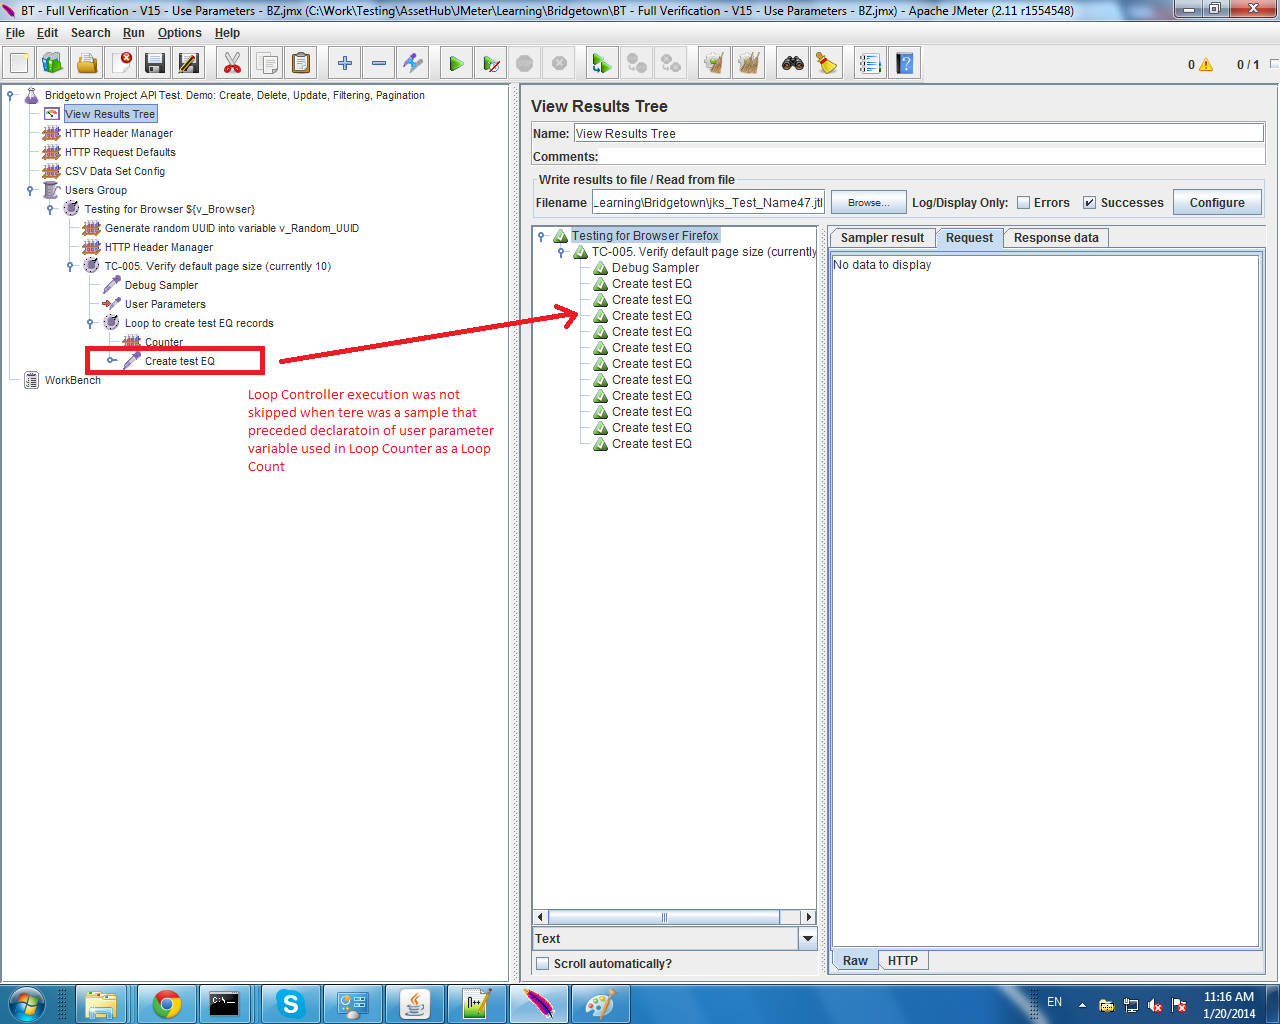 BT - Full Verification - V15 - Use Parameters - BZ.jmx (C:\Work\Testing\AssetHub\JMeter\Learning\Bridgetown\BT - Full Verification - V15 - Use Parameters - BZ.jmx) - Apache JMeter (2.11 r1554548)
File Edit Search Run Options Help
0 0 / 1
Bridgetown Project API Test. Demo: Create, Delete, Update, Filtering, Pagination
View Results Tree
HTTP Header Manager
HTTP Request Defaults
CSV Data Set Config
Users Group
Testing for Browser ${v_Browser}
Generate random UUID into variable v_Random_UUID
HTTP Header Manager
TC-005. Verify default page size (currently 10)
Debug Sampler
User Parameters
Loop to create test EQ records
Counter
Create test EQ
WorkBench
Loop Controller execution was not
skipped when tere was a sample that
preceded declaratoin of user parameter
variable used in Loop Counter as a Loop
Count
View Results Tree
Name: View Results Tree
Comments:
Write results to file / Read from file
Filename Learning\Bridgetown\jks_Test_Name47.jtl Browse... Log/Display Only: Errors Successes Configure
Testing for Browser Firefox
TC-005. Verify default page size (currently
Debug Sampler
Create test EQ
Create test EQ
Create test EQ
Create test EQ
Create test EQ
Create test EQ
Create test EQ
Create test EQ
Create test EQ
Create test EQ
Create test EQ
Text
Scroll automatically?
Sampler result Request Response data
No data to display
Raw HTTP
EN
11:16 AM
1/20/2014